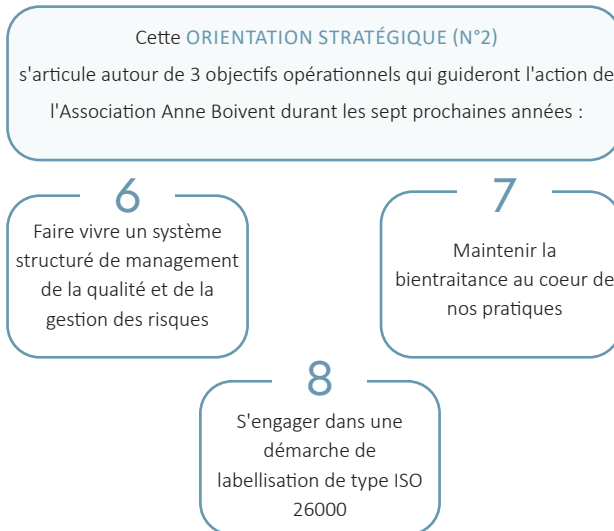 Cette ORIENTATION STRATÉGIQUE (N°2)
s'articule autour de 3 objectifs opérationnels qui guideront l'action de
l'Association Anne Boivent durant les sept prochaines années :
6
Faire vivre un système
structuré de management
de la qualité et de la
gestion des risques
7
Maintenir la
bientraitance au coeur de
nos pratiques
8
S'engager dans une
démarche de
labellisation de type ISO
26000